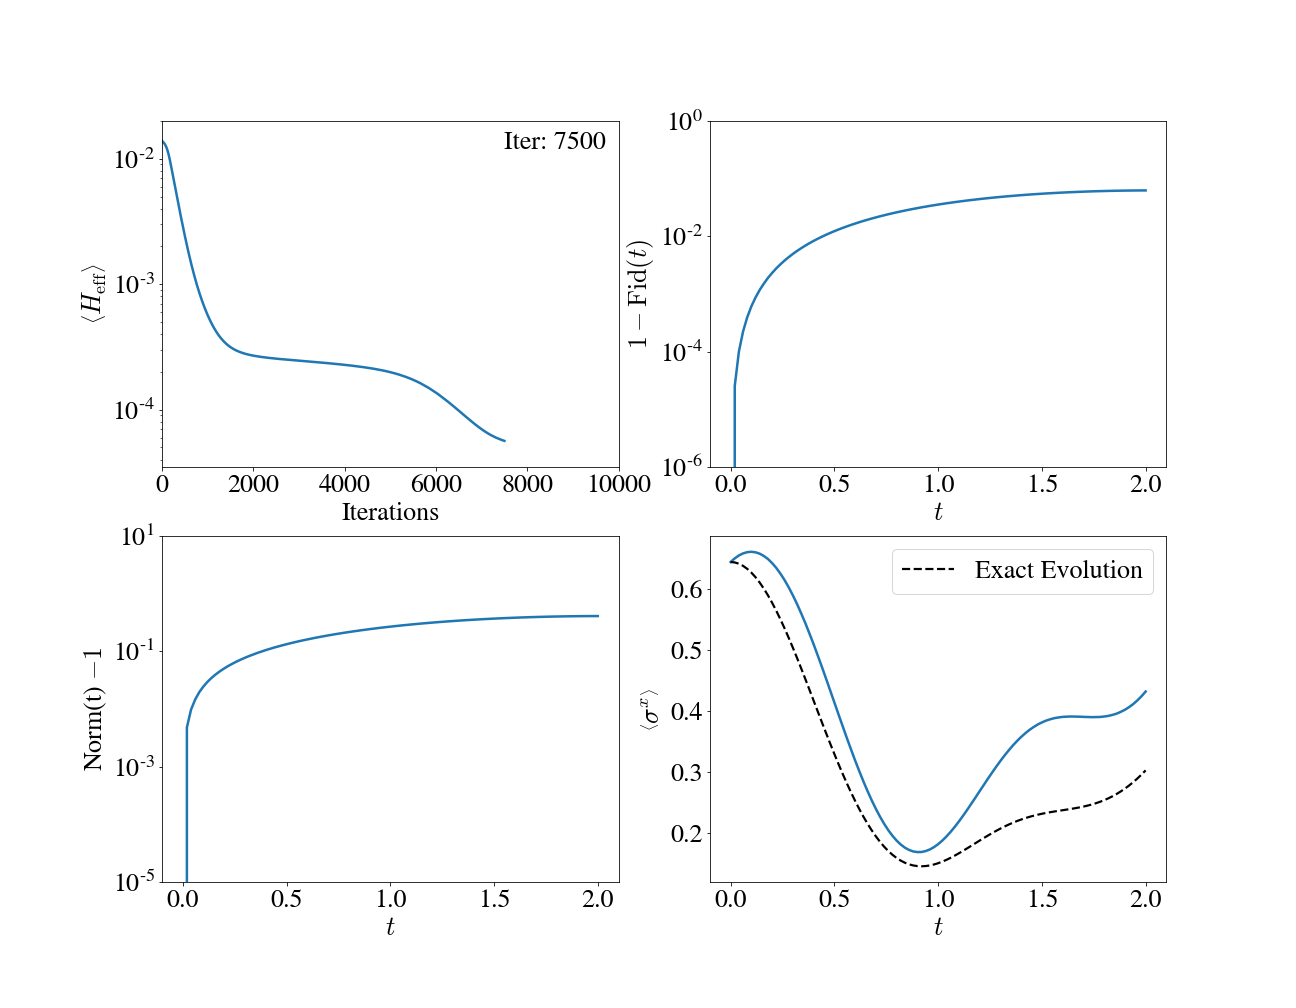 Iter: 7500
10^-2
10^-3
10^-4
⟨H_eff⟩
0 2000 4000 6000 8000 10000
Iterations
10^0
10^-2
10^-4
10^-6
1 − Fid(t)
0.0 0.5 1.0 1.5 2.0
t
10^1
10^-1
10^-3
10^-5
Norm(t) −1
0.0 0.5 1.0 1.5 2.0
t
Exact Evolution
0.6
0.5
0.4
0.3
0.2
⟨σ^x⟩
0.0 0.5 1.0 1.5 2.0
t